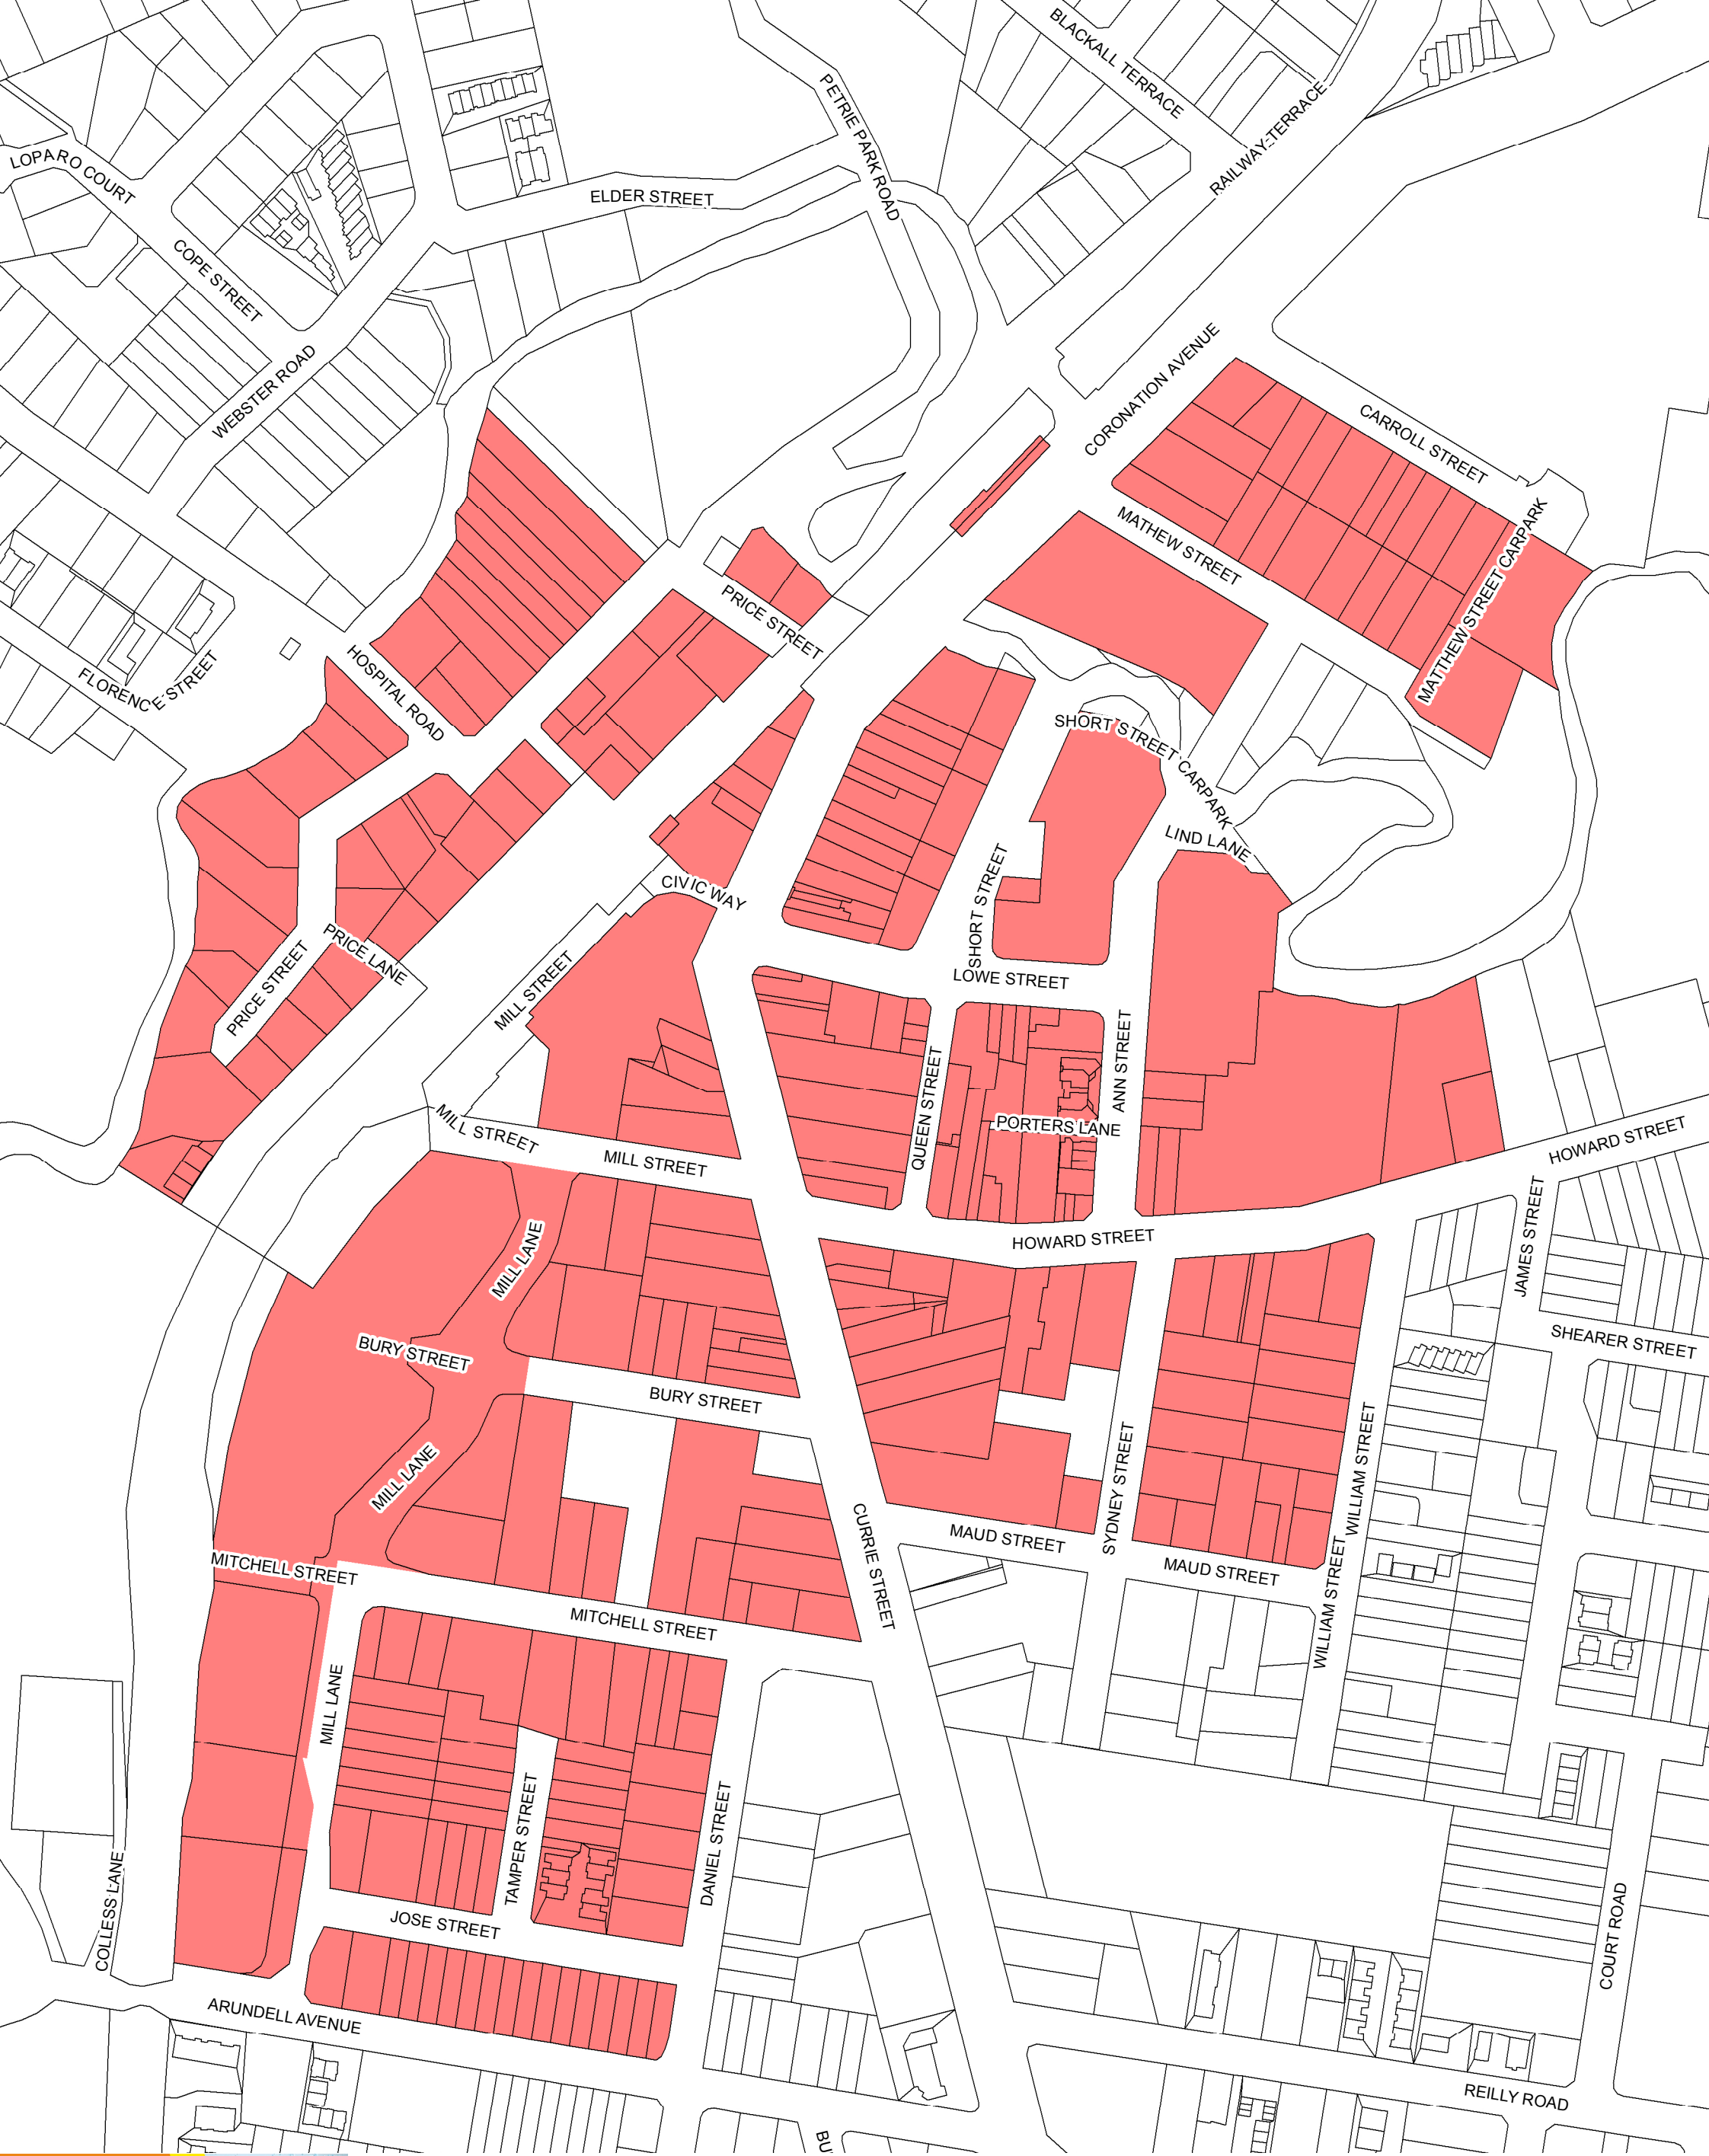 BLACKALL TERRACE
PETRIE PARK ROAD
RAILWAY TERRACE
LOPARO COURT
ELDER STREET
COPE STREET
WEBSTER ROAD
CORONATION AVENUE
CARROLL STREET
MATHEW STREET
MATTHEW STREET CARPARK
PRICE STREET
FLORENCE STREET
HOSPITAL ROAD
SHORT STREET CARPARK
LIND LANE
CIVIC WAY
SHORT STREET
PRICE LANE
PRICE STREET
MILL STREET
LOWE STREET
QUEEN STREET
ANN STREET
PORTERS LANE
MILL STREET
MILL STREET
HOWARD STREET
HOWARD STREET
JAMES STREET
MILL LANE
BURY STREET
SHEARER STREET
BURY STREET
MILL LANE
SYDNEY STREET
WILLIAM STREET
CURRIE STREET
MAUD STREET
MAUD STREET
MITCHELL STREET
MITCHELL STREET
WILLIAM STREET
MILL LANE
TAMPER STREET
DANIEL STREET
COLLESS LANE
JOSE STREET
COURT ROAD
ARUNDELL AVENUE
REILLY ROAD
BU